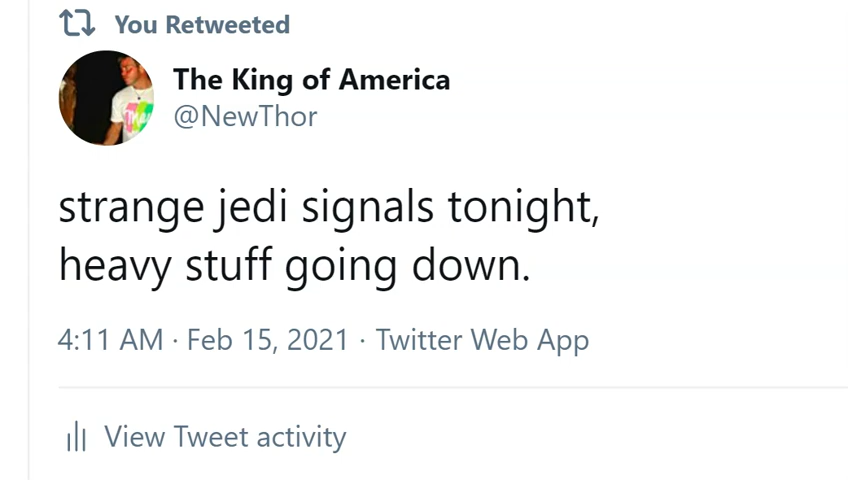 You Retweeted
The King of America
@NewThor
strange jedi signals tonight,
heavy stuff going down.
4:11 AM · Feb 15, 2021 · Twitter Web App
View Tweet activity